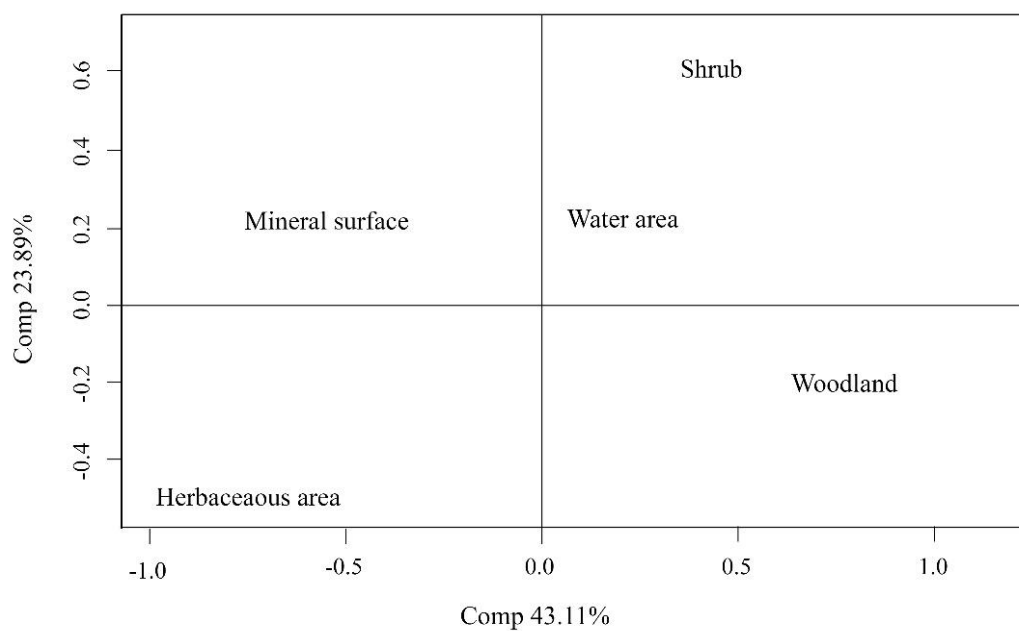 Shrub
0.6
0.4
Mineral surface
Water area
0.2
Comp 23.89%
0.0
Woodland
-0.2
-0.4
Herbaceaous area
-1.0
-0.5
0.0
0.5
1.0
Comp 43.11%